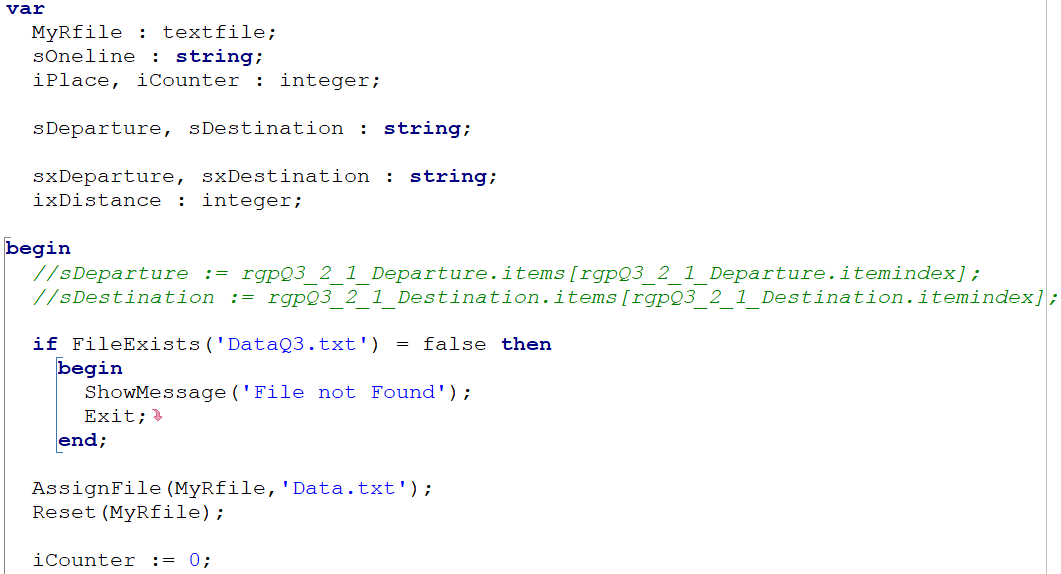 var
MyRfile : textfile;
sOneline : string;
iPlace, iCounter : integer;
sDeparture, sDestination : string;
sxDeparture, sxDestination : string;
ixDistance : integer;
begin
//sDeparture := rgpQ3_2_1_Departure.items[rgpQ3_2_1_Departure.itemindex];
//sDestination := rgpQ3_2_1_Destination.items[rgpQ3_2_1_Destination.itemindex];
if FileExists('DataQ3.txt') = false then
begin
ShowMessage('File not Found');
Exit;
end;
AssignFile(MyRfile,'Data.txt');
Reset(MyRfile);
iCounter := 0;